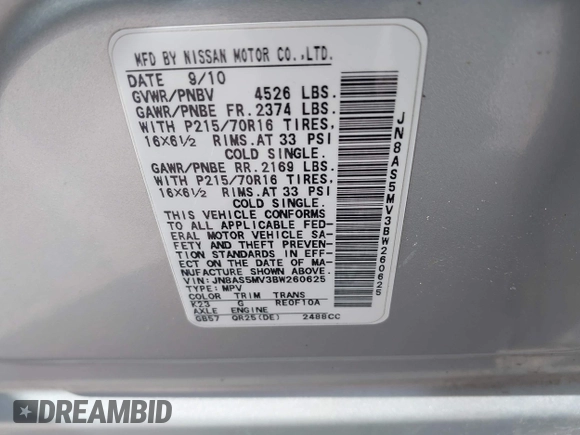 MFD BY NISSAN MOTOR CO.,LTD.
DATE 9/10
GVWR/PNBV 4526 LBS.
GAWR/PNBE FR. 2374 LBS.
WITH P215/70R16 TIRES,
16X6½ RIMS. AT 33 PSI
COLD SINGLE.
GAWR/PNBE RR. 2169 LBS.
WITH P215/70R16 TIRES,
16X6½ RIMS. AT 33 PSI
COLD SINGLE.
THIS VEHICLE CONFORMS
TO ALL APPLICABLE FED-
ERAL MOTOR VEHICLE SA-
FETY AND THEFT PREVEN-
TION STANDARDS IN EFF-
ECT ON THE DATE OF MA-
NUFACTURE SHOWN ABOVE.
VIN: JN8AS5MV3BW260625
TYPE: MPV
COLOR TRIM TRANS
K23 G RE0F10A
AXLE ENGINE
GB57 QR25(DE) 2488CC
JN8AS5MV3BW260625
DREAMBID